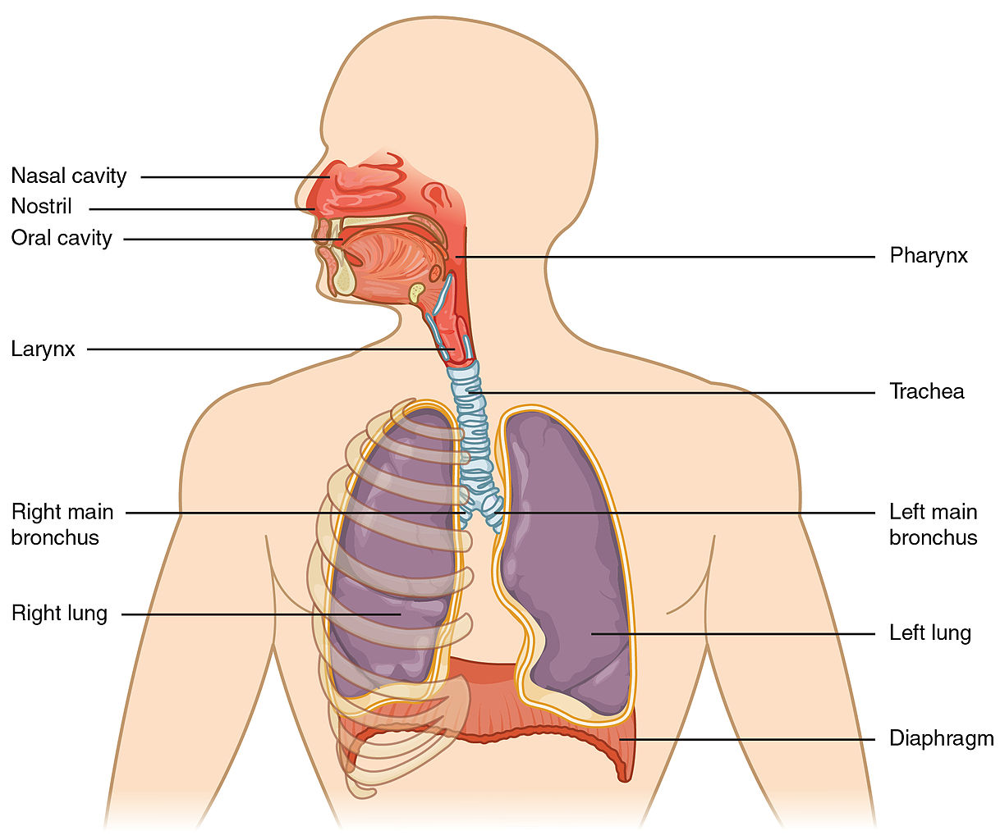 Nasal cavity
Nostril
Oral cavity
Pharynx
Larynx
Trachea
Right main
bronchus
Left main
bronchus
Right lung
Left lung
Diaphragm